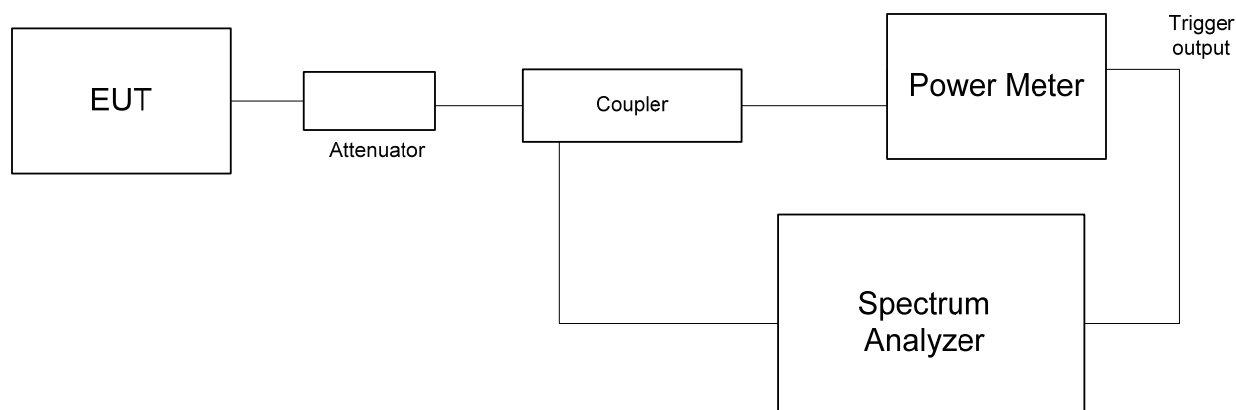 EUT
Attenuator
Coupler
Power Meter
Trigger
output
Spectrum
Analyzer